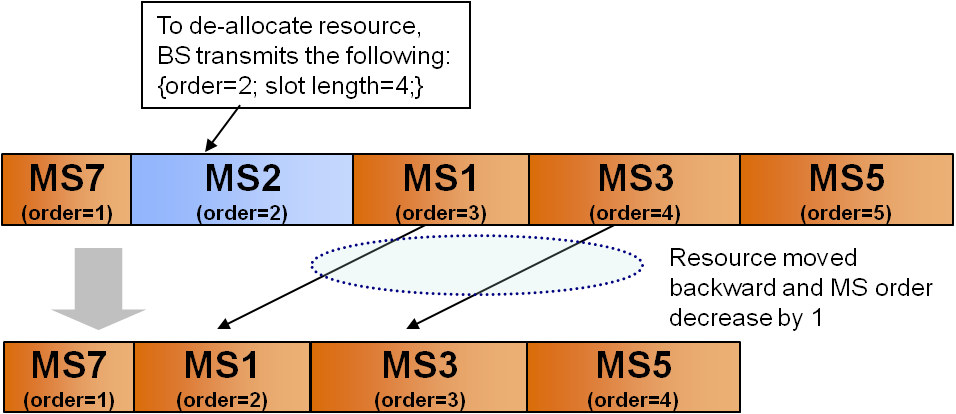 To de-allocate resource,
BS transmits the following:
{order=2; slot length=4;}
MS7 MS2 MS1 MS3 MS5
(order=1) (order=2) (order=3) (order=4) (order=5)
Resource moved
backward and MS order
decrease by 1
MS7 MS1 MS3 MS5
(order=1) (order=2) (order=3) (order=4)